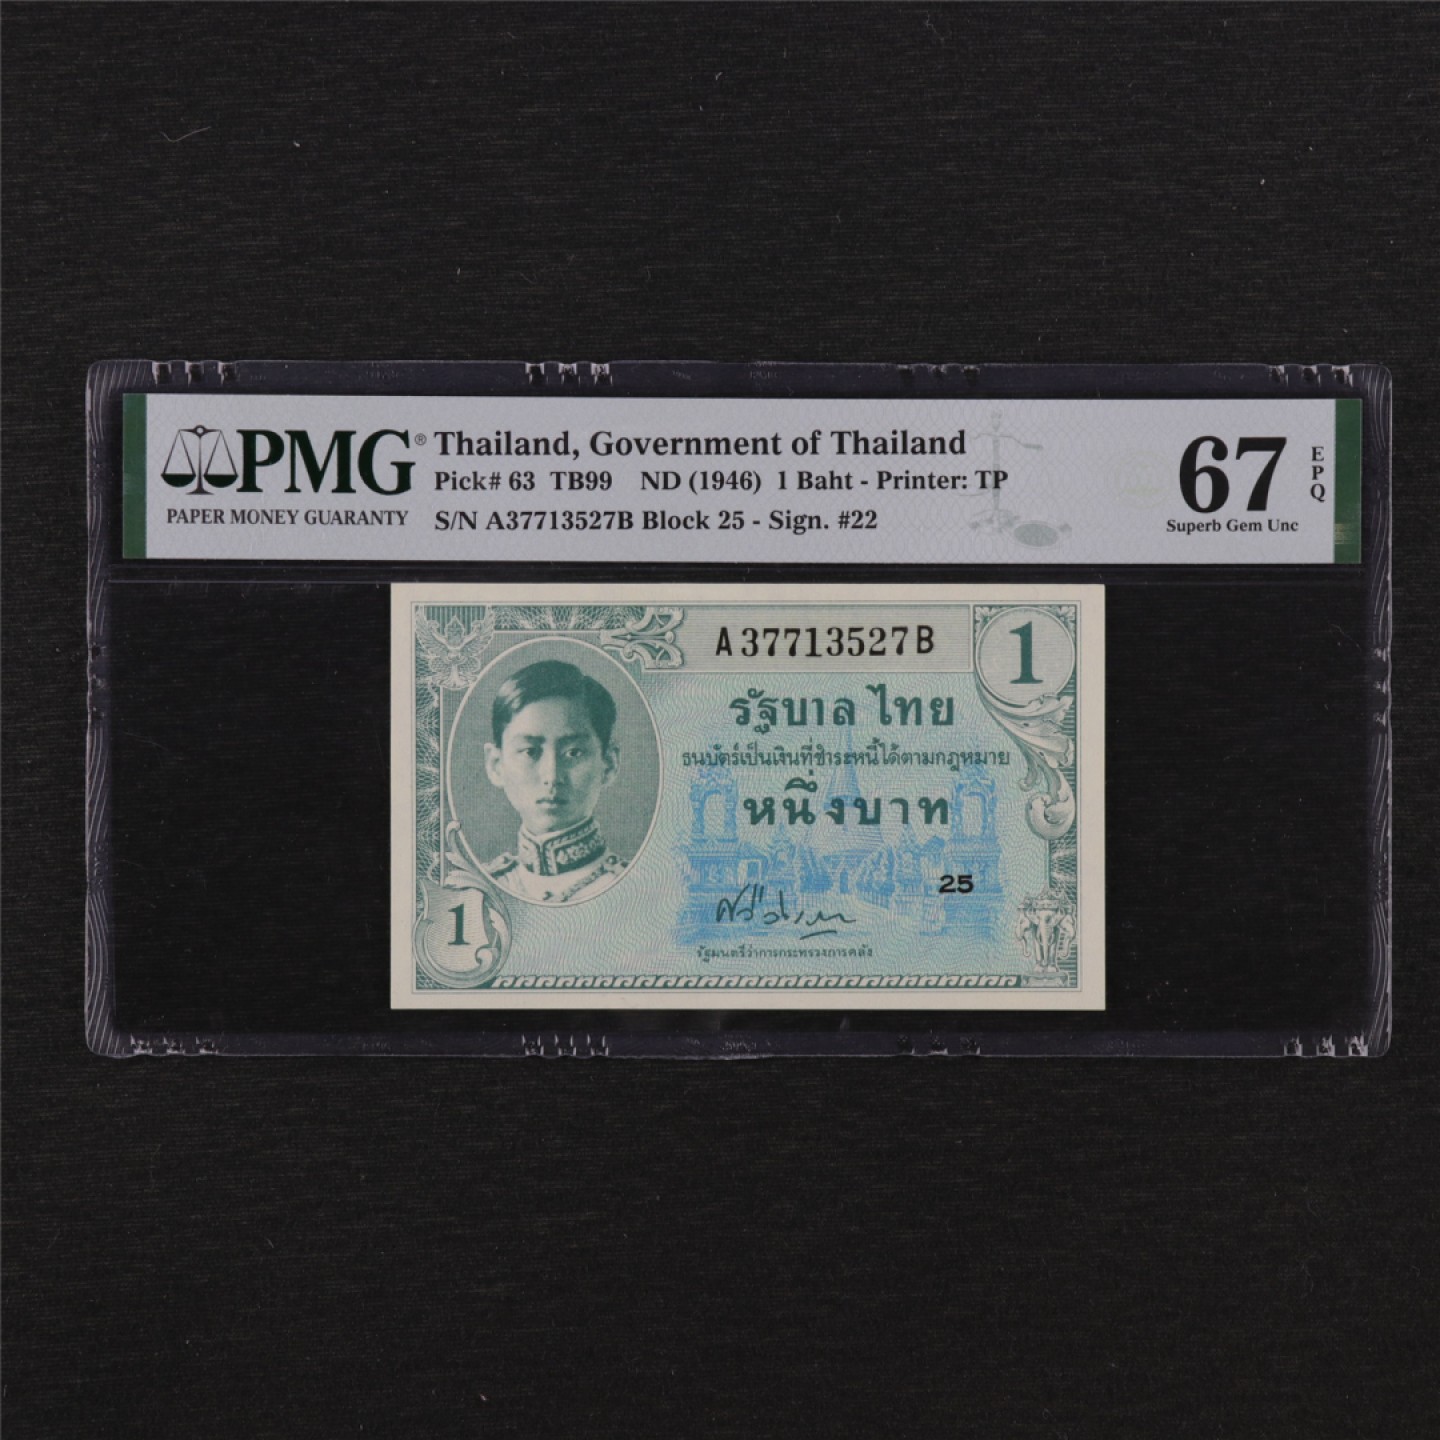 PMG®
PAPER MONEY GUARANTY
Thailand, Government of Thailand
Pick# 63 TB99 ND (1946) 1 Baht - Printer: TP
S/N A37713527B Block 25 - Sign. #22
67
EPQ
Superb Gem Unc
A37713527B
1
รัฐบาล ไทย
ธนบัตร์เป็นเงินที่ชำระหนี้ได้ตามกฎหมาย
หนึ่งบาท
25
1
รัฐมนตรีว่าการกระทรวงการคลัง